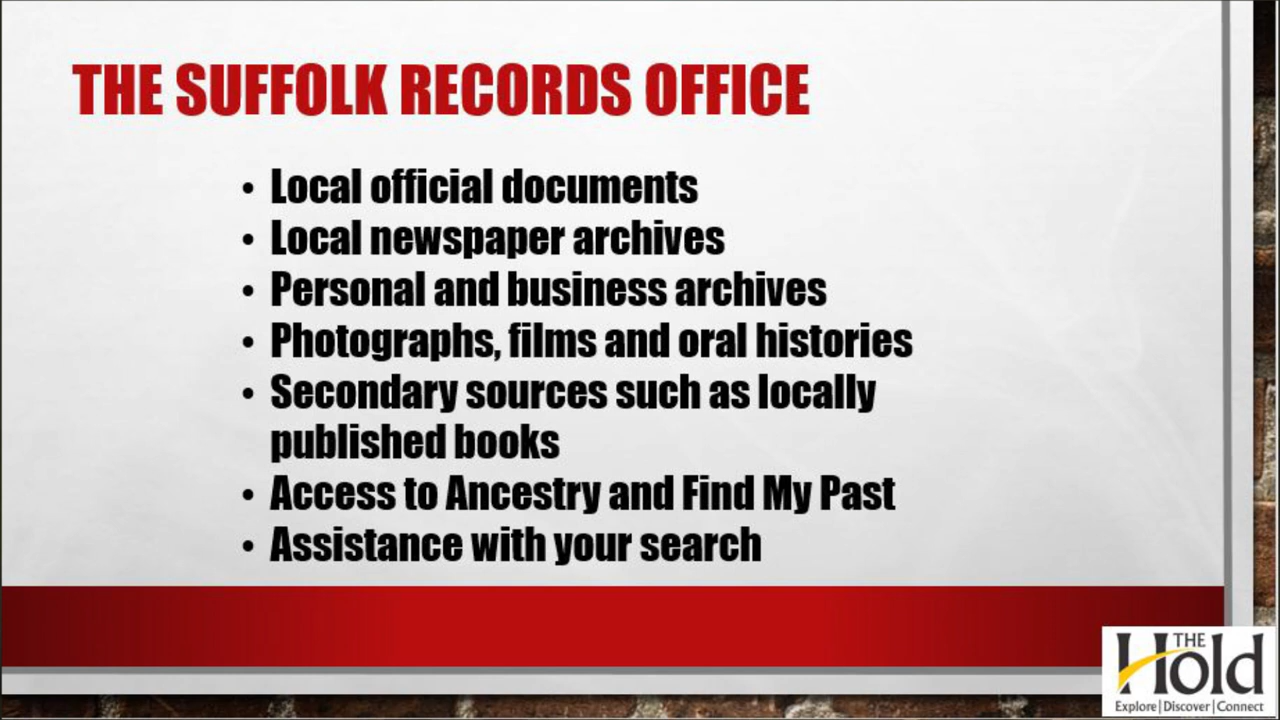 THE SUFFOLK RECORDS OFFICE
• Local official documents
• Local newspaper archives
• Personal and business archives
• Photographs, films and oral histories
• Secondary sources such as locally
published books
• Access to Ancestry and Find My Past
• Assistance with your search
THE
Hold
Explore|Discover|Connect